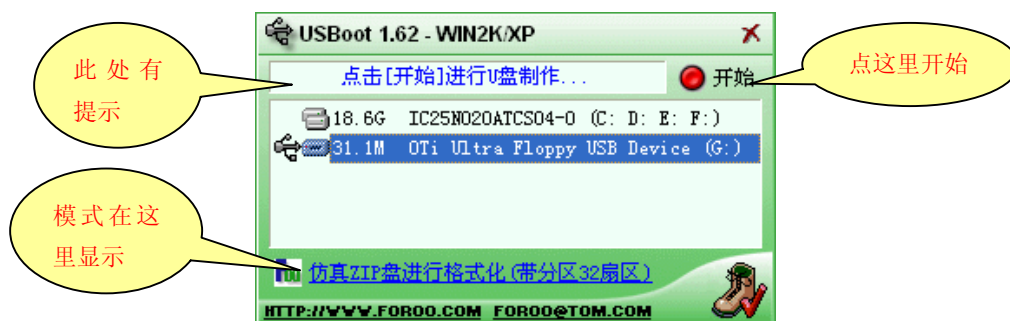 USBoot 1.62 - WIN2K/XP
此处有
提示
点击[开始]进行U盘制作...
开始
点这里开始
18.6G IC25N020ATCS04-0 (C: D: E: F:)
31.1M OTi Ultra Floppy USB Device (G:)
模式在这
里显示
仿真ZIP盘进行格式化(带分区32扇区)
HTTP://WWW.FOROO.COM FOROO@TOM.COM